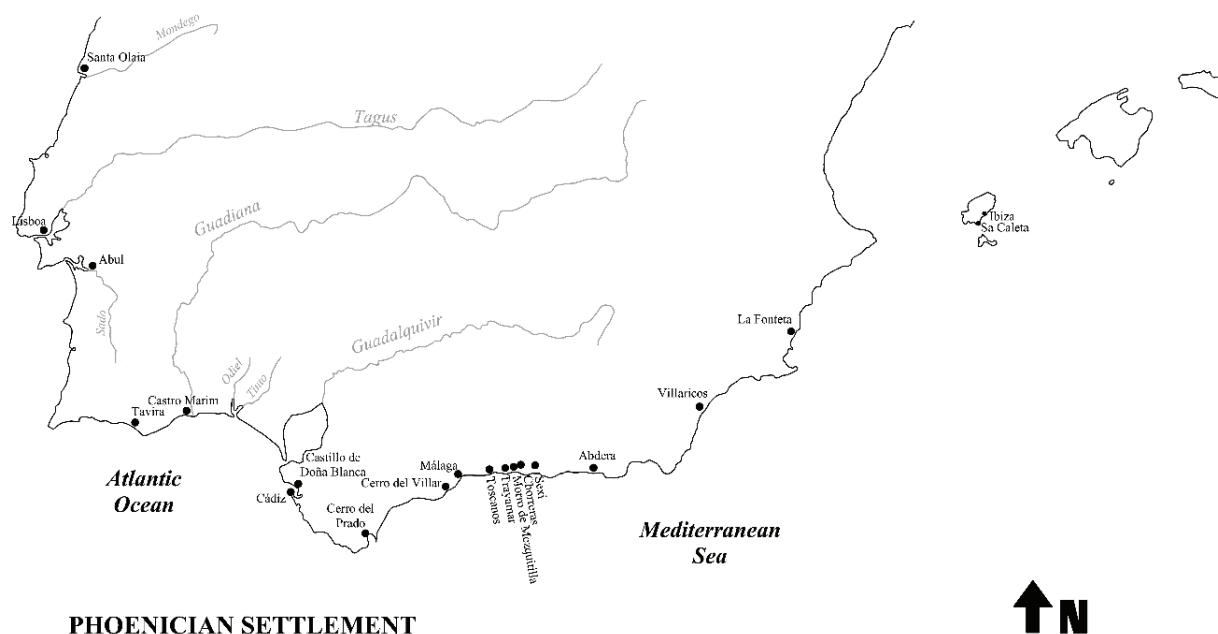 Mondego
Santa Olaia
Tagus
Guadiana
Lisboa
Ibiza
Sa Caleta
Abul
Sado
Guadalquivir
La Fonteta
Odiel
Tinto
Castro Marim
Tavira
Villaricos
Atlantic
Ocean
Castillo de
Doña Blanca
Cádiz
Málaga
Cerro del Villar
Cerro del
Prado
Toscanos
Trayamar
Morro de Mezquitilla
Chorreras
Sexi
Abdera
Mediterranean
Sea
PHOENICIAN SETTLEMENT
N